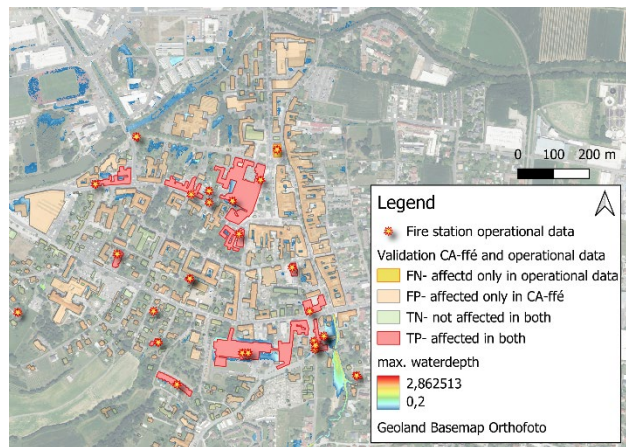 0 100 200 m
Legend
Fire station operational data
Validation CA-ffé and operational data
FN- affectd only in operational data
FP- affected only in CA-ffé
TN- not affected in both
TP- affected in both
max. waterdepth
2,862513
0,2
Geoland Basemap Orthofoto